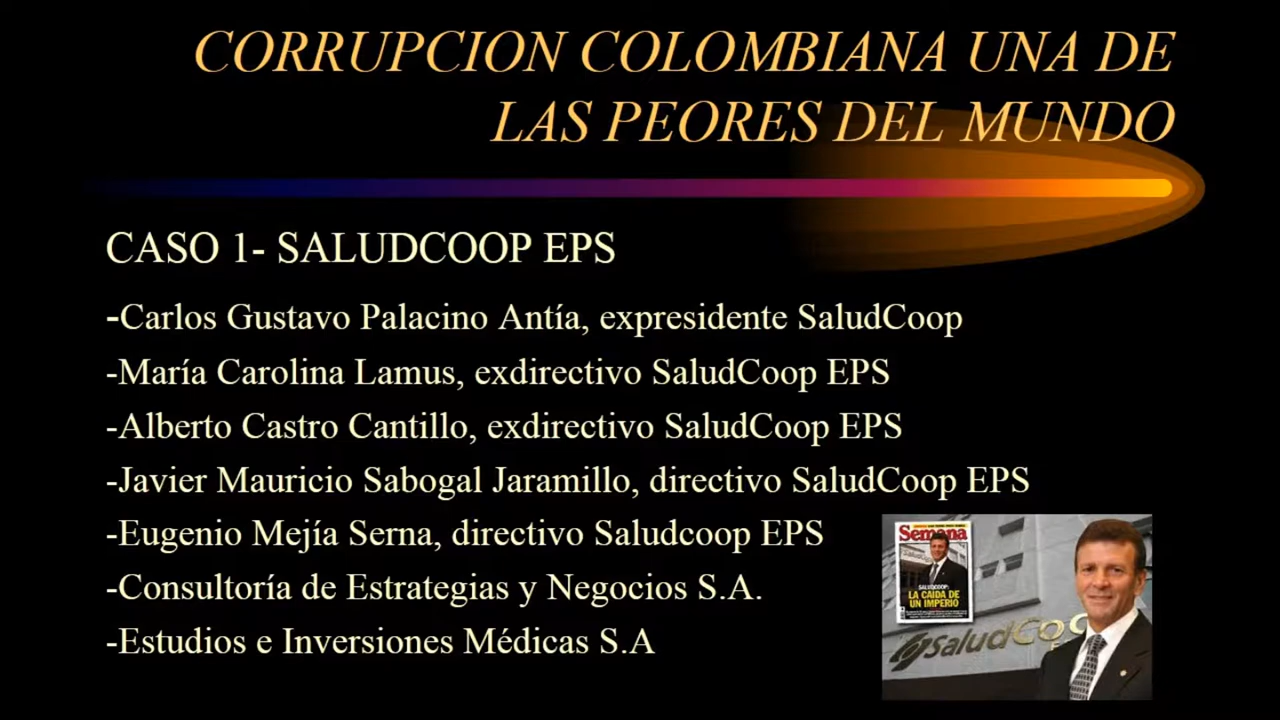 CORRUPCION COLOMBIANA UNA DE
LAS PEORES DEL MUNDO
CASO 1- SALUDCOOP EPS
-Carlos Gustavo Palacino Antía, expresidente SaludCoop
-María Carolina Lamus, exdirectivo SaludCoop EPS
-Alberto Castro Cantillo, exdirectivo SaludCoop EPS
-Javier Mauricio Sabogal Jaramillo, directivo SaludCoop EPS
-Eugenio Mejía Serna, directivo Saludcoop EPS
-Consultoría de Estrategias y Negocios S.A.
-Estudios e Inversiones Médicas S.A
Semana
SALUDCOOP:
LA CAIDA DE
UN IMPERIO
SaludCoo